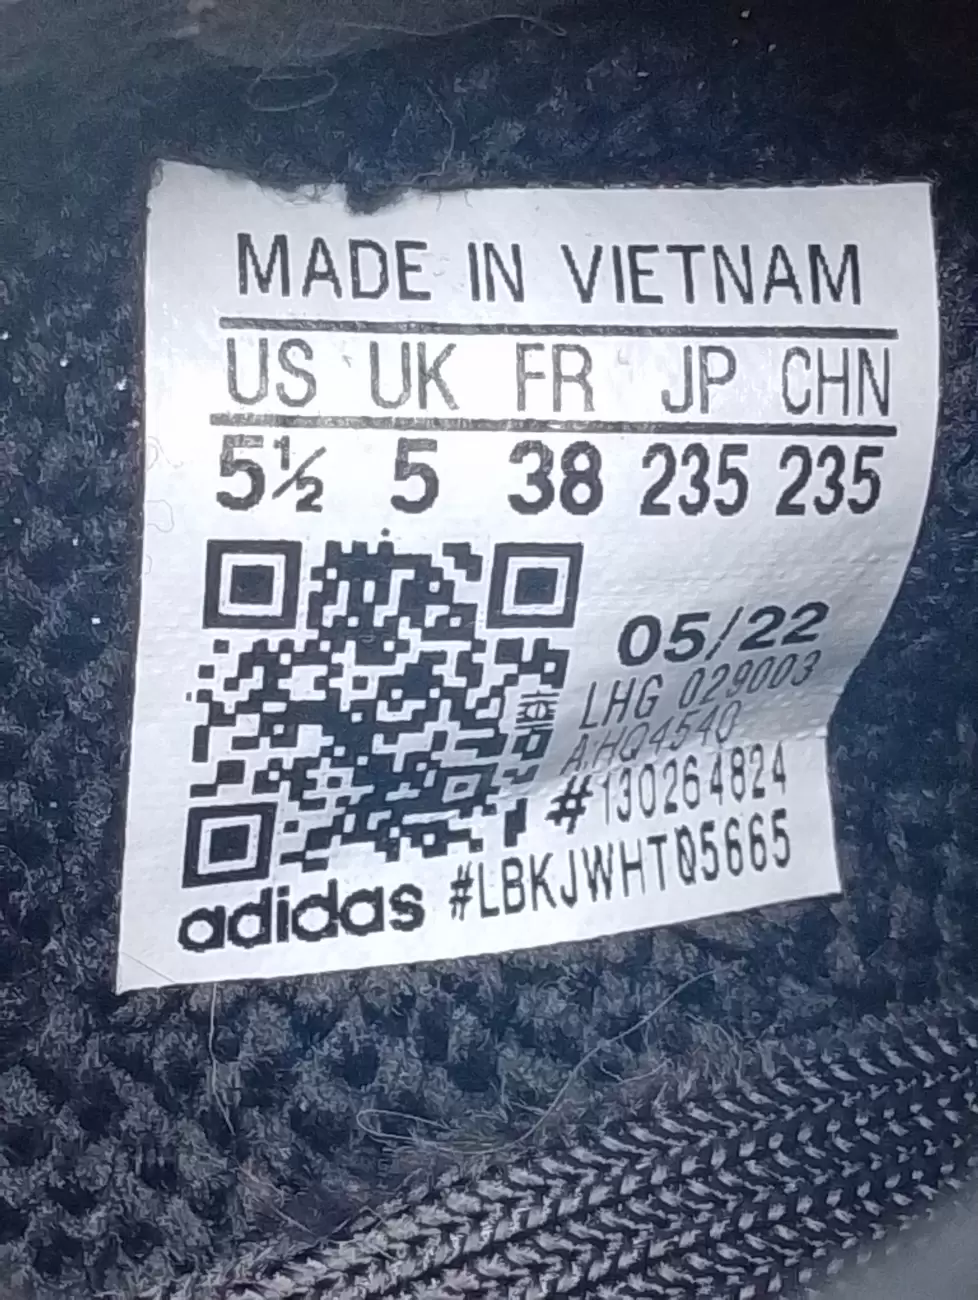 MADE IN VIETNAM
US UK FR JP CHN
5½ 5 38 235 235
05/22
LHG 029003
A:HQ4540
#130264824
adidas #LBKJWHT05665